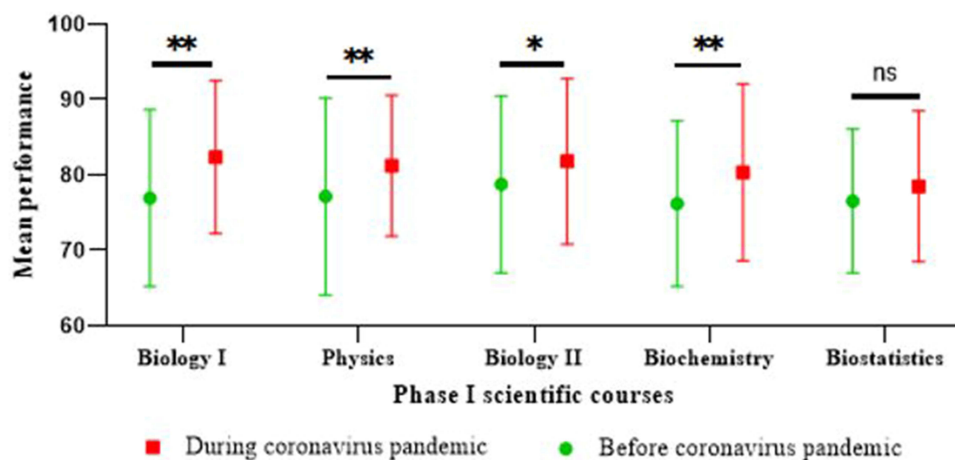 100
90
80
70
60
Mean performance
** ** * ** ns
Biology I Physics Biology II Biochemistry Biostatistics
Phase I scientific courses
During coronavirus pandemic Before coronavirus pandemic